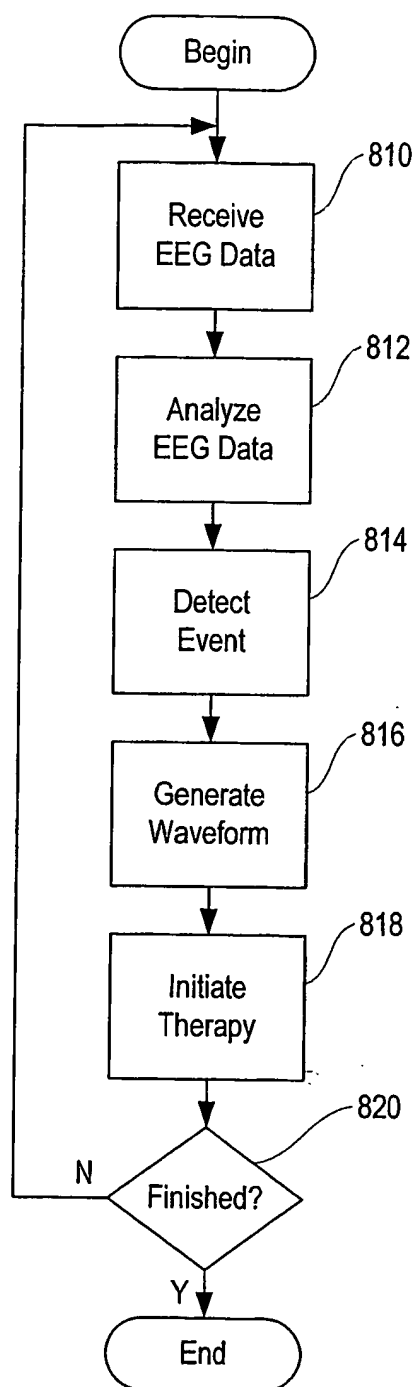 Begin
810
Receive
EEG Data
812
Analyze
EEG Data
814
Detect
Event
816
Generate
Waveform
818
Initiate
Therapy
820
N
Finished?
Y
End